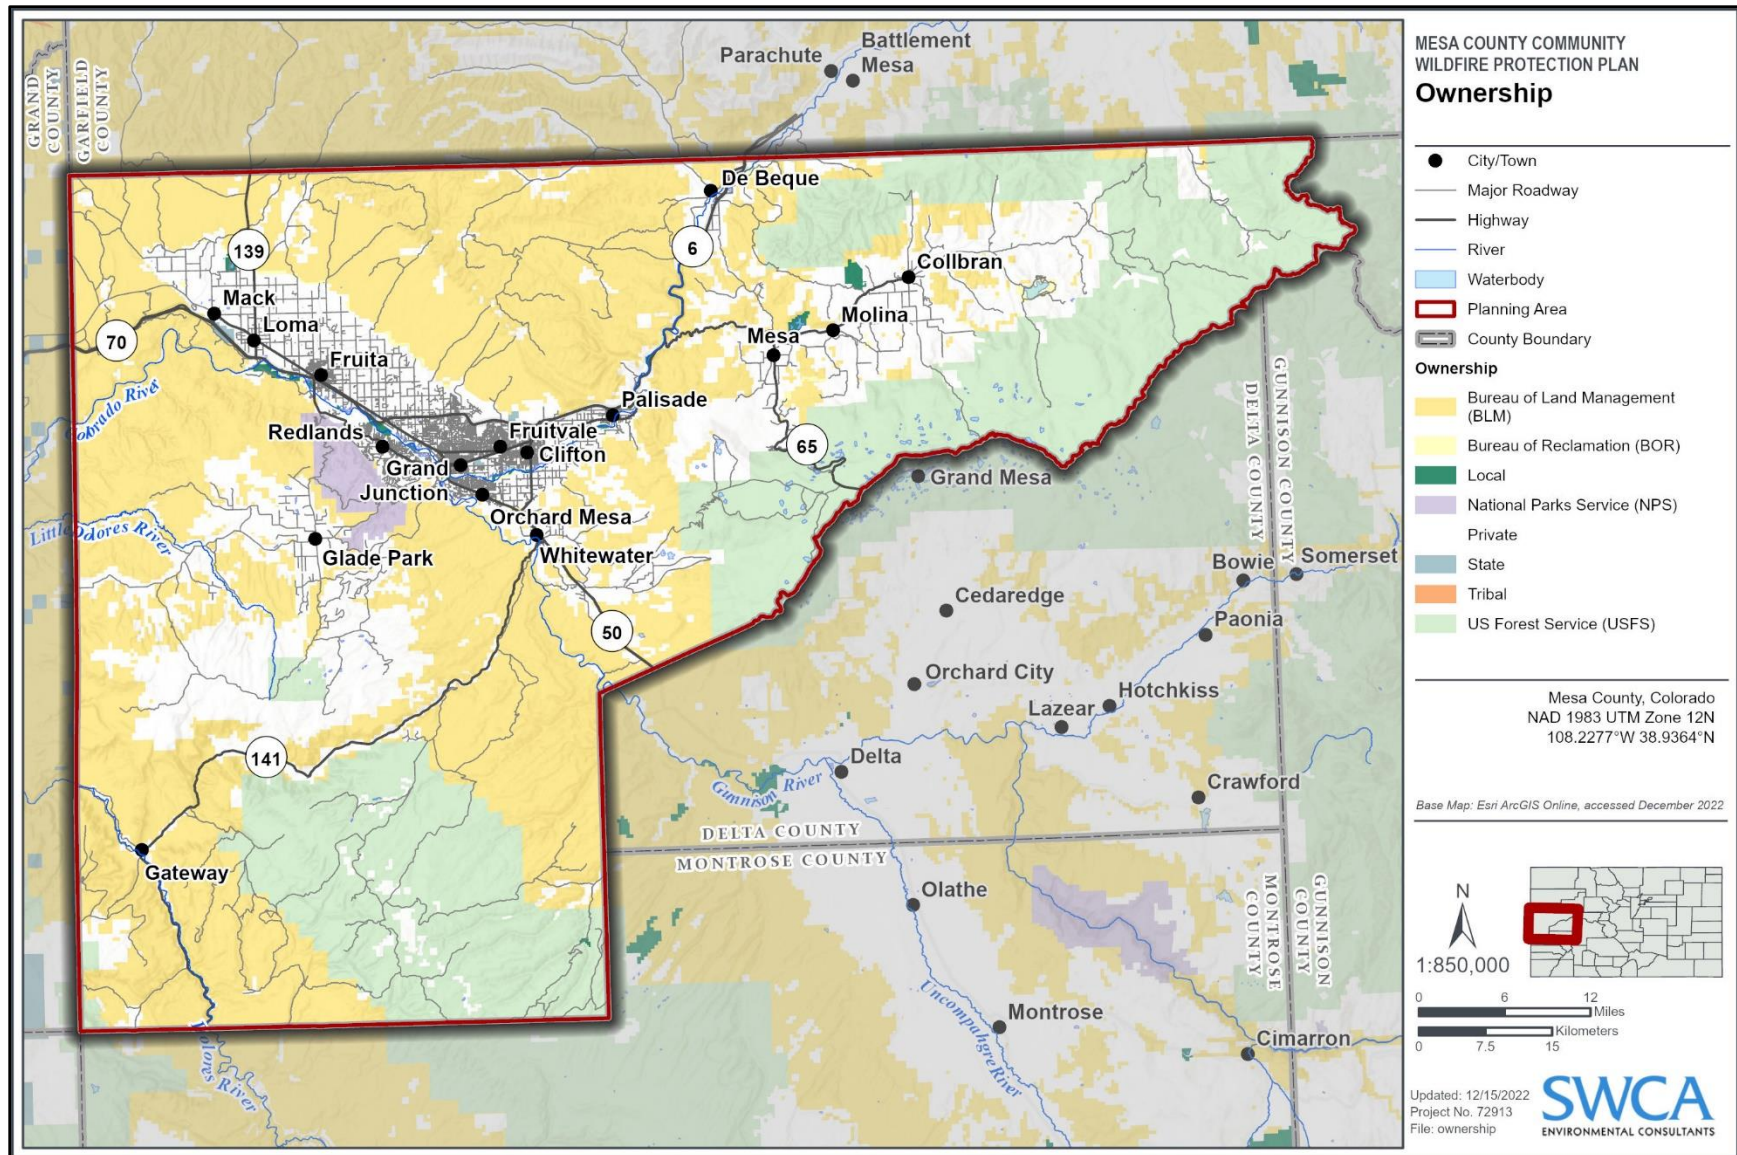 MESA COUNTY COMMUNITY
WILDFIRE PROTECTION PLAN
Ownership
City/Town
Major Roadway
Highway
River
Waterbody
Planning Area
County Boundary
Ownership
Bureau of Land Management
(BLM)
Bureau of Reclamation (BOR)
Local
National Parks Service (NPS)
Private
State
Tribal
US Forest Service (USFS)
Mesa County, Colorado
NAD 1983 UTM Zone 12N
108.2277°W 38.9364°N
Base Map: Esri ArcGIS Online, accessed December 2022
N
1:850,000
0 6 12
Miles
Kilometers
0 7.5 15
Updated: 12/15/2022
Project No. 72913
File: ownership
SWCA
ENVIRONMENTAL CONSULTANTS
GRAND
COUNTY
GARFIELD
COUNTY
Parachute
Battlement
Mesa
De Beque
139
6
Collbran
Mack
Loma
Molina
70
Mesa
Fruita
Colorado River
Palisade
Redlands
Fruitvale
Clifton
65
Grand
Junction
Grand Mesa
DELTA COUNTY
GUNNISON COUNTY
Orchard Mesa
Little Dolores River
Glade Park
Whitewater
Bowie
Somerset
Cedaredge
Paonia
50
Orchard City
Hotchkiss
Lazear
141
Delta
Gunnison River
Crawford
DELTA COUNTY
MONTROSE COUNTY
Gateway
Olathe
MONTROSE
COUNTY
GUNNISON
COUNTY
Uncompahgre River
Montrose
Cimarron
Dolores River